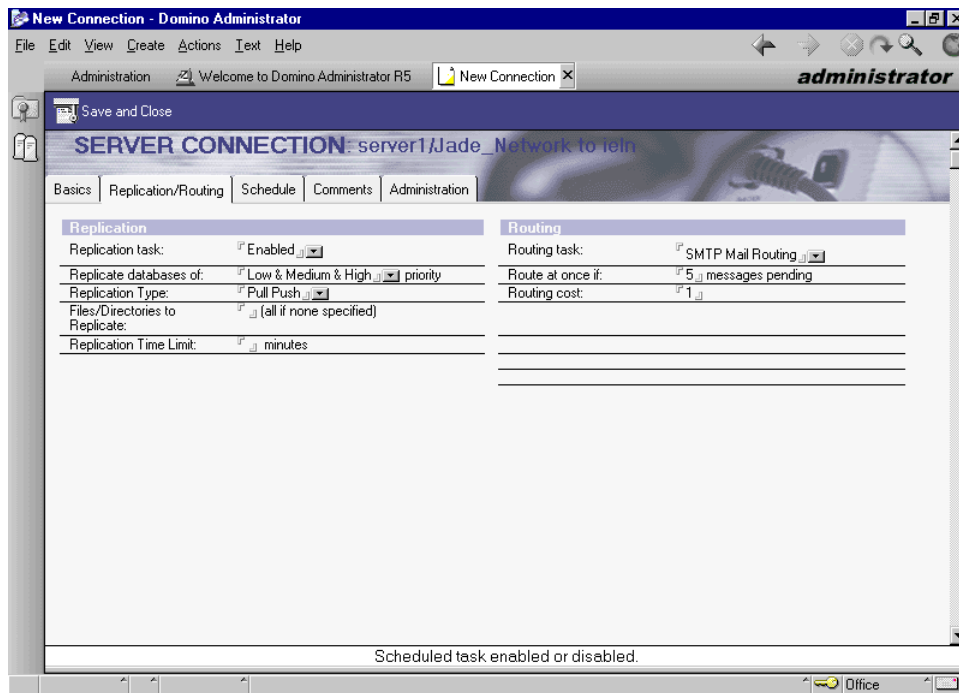 New Connection - Domino Administrator
File Edit View Create Actions Text Help
Administration Welcome to Domino Administrator R5 New Connection administrator
Save and Close
SERVER CONNECTION: server1/Jade_Network to ieln
Basics Replication/Routing Schedule Comments Administration
Replication
Replication task: Enabled
Replicate databases of: Low & Medium & High priority
Replication Type: Pull Push
Files/Directories to
Replicate: (all if none specified)
Replication Time Limit: minutes
Routing
Routing task: SMTP Mail Routing
Route at once if: 5 messages pending
Routing cost: 1
Scheduled task enabled or disabled.
Office